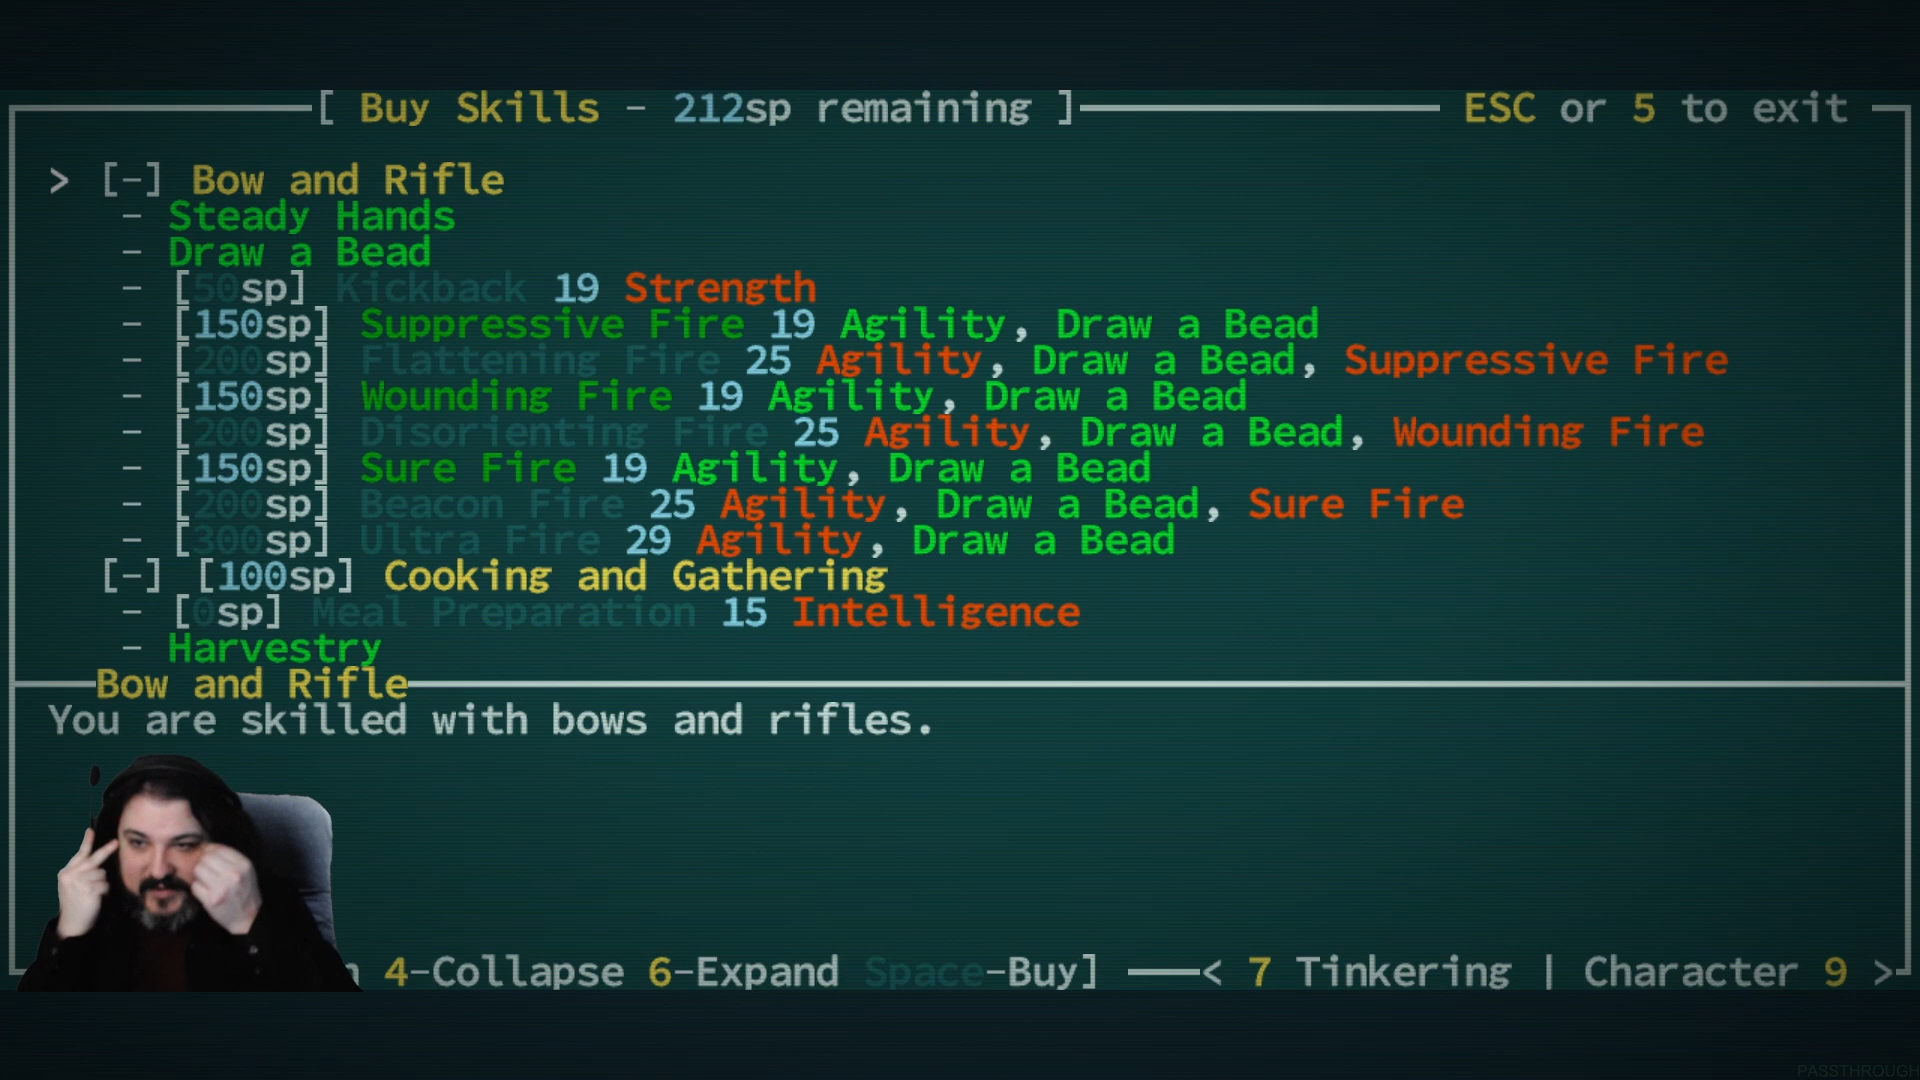 [ Buy Skills - 212sp remaining ] ESC or 5 to exit
> [-] Bow and Rifle
- Steady Hands
- Draw a Bead
- [50sp] Kickback 19 Strength
- [150sp] Suppressive Fire 19 Agility, Draw a Bead
- [200sp] Flattening Fire 25 Agility, Draw a Bead, Suppressive Fire
- [150sp] Wounding Fire 19 Agility, Draw a Bead
- [200sp] Disorienting Fire 25 Agility, Draw a Bead, Wounding Fire
- [150sp] Sure Fire 19 Agility, Draw a Bead
- [200sp] Beacon Fire 25 Agility, Draw a Bead, Sure Fire
- [300sp] Ultra Fire 29 Agility, Draw a Bead
[-] [100sp] Cooking and Gathering
- [0sp] Meal Preparation 15 Intelligence
- Harvestry
Bow and Rifle
You are skilled with bows and rifles.
n 4-Collapse 6-Expand Space-Buy] < 7 Tinkering | Character 9 >
PASSTHROUGH